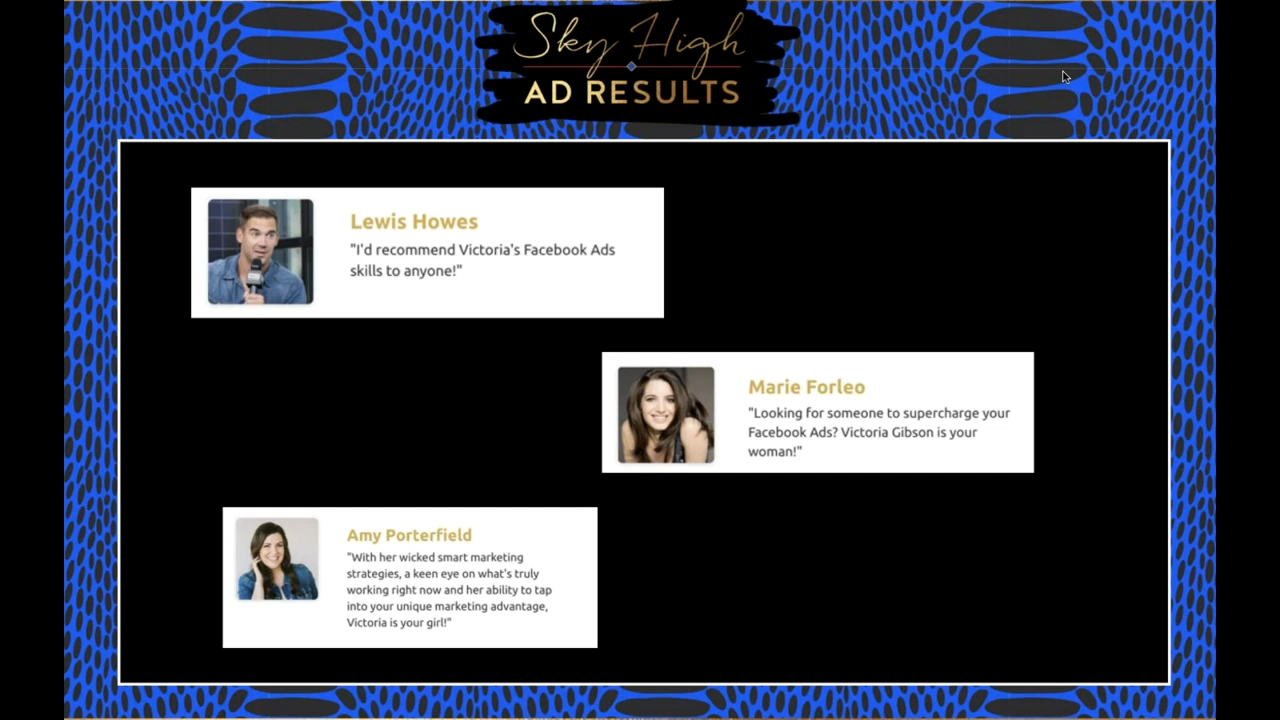 Sky High
AD RESULTS
Lewis Howes
"I'd recommend Victoria's Facebook Ads
skills to anyone!"
Marie Forleo
"Looking for someone to supercharge your
Facebook Ads? Victoria Gibson is your
woman!"
Amy Porterfield
"With her wicked smart marketing
strategies, a keen eye on what's truly
working right now and her ability to tap
into your unique marketing advantage,
Victoria is your girl!"